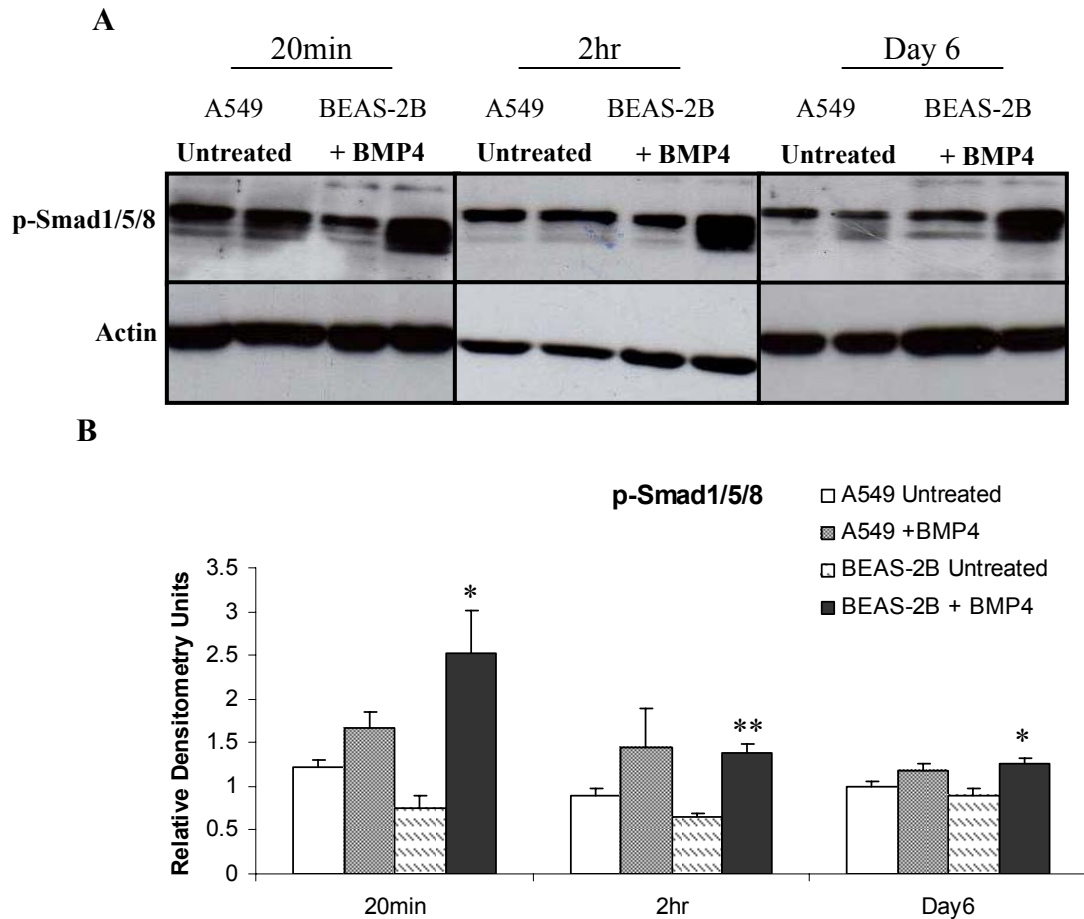 A
20min 2hr Day 6
A549 BEAS-2B A549 BEAS-2B A549 BEAS-2B
Untreated + BMP4 Untreated + BMP4 Untreated + BMP4
p-Smad1/5/8
Actin
B
p-Smad1/5/8
A549 Untreated
A549 +BMP4
BEAS-2B Untreated
BEAS-2B + BMP4
Relative Densitometry Units
3.5
3
2.5
2
1.5
1
0.5
0
*
**
*
20min 2hr Day6